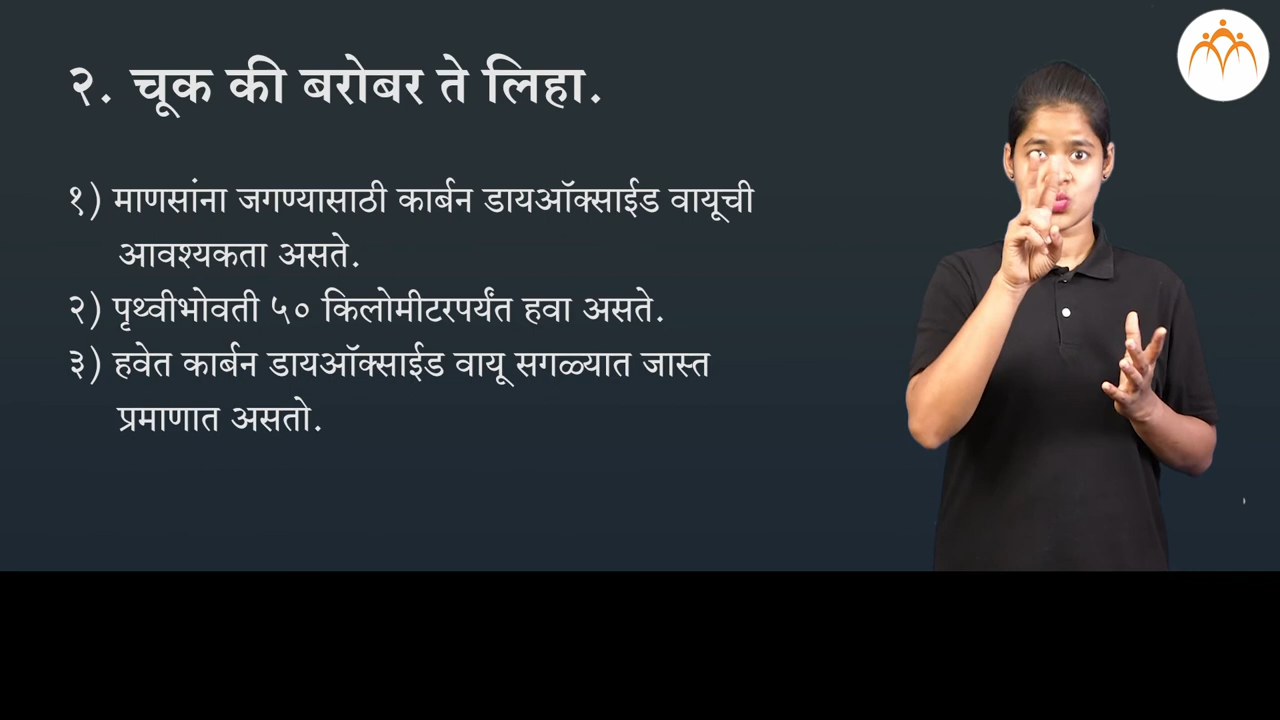 २. चूक की बरोबर ते लिहा.
१) माणसांना जगण्यासाठी कार्बन डायऑक्साईड वायूची
आवश्यकता असते.
२) पृथ्वीभोवती ५० किलोमीटरपर्यंत हवा असते.
३) हवेत कार्बन डायऑक्साईड वायू सगळ्यात जास्त
प्रमाणात असतो.